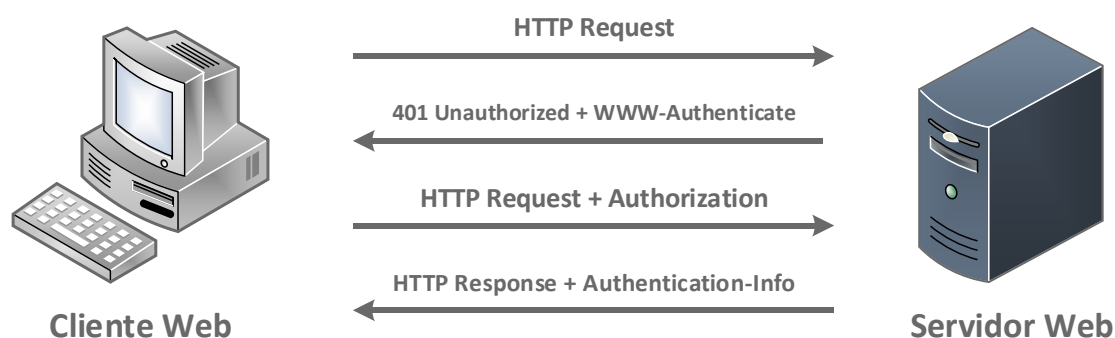 HTTP Request
401 Unauthorized + WWW-Authenticate
HTTP Request + Authorization
HTTP Response + Authentication-Info
Cliente Web
Servidor Web